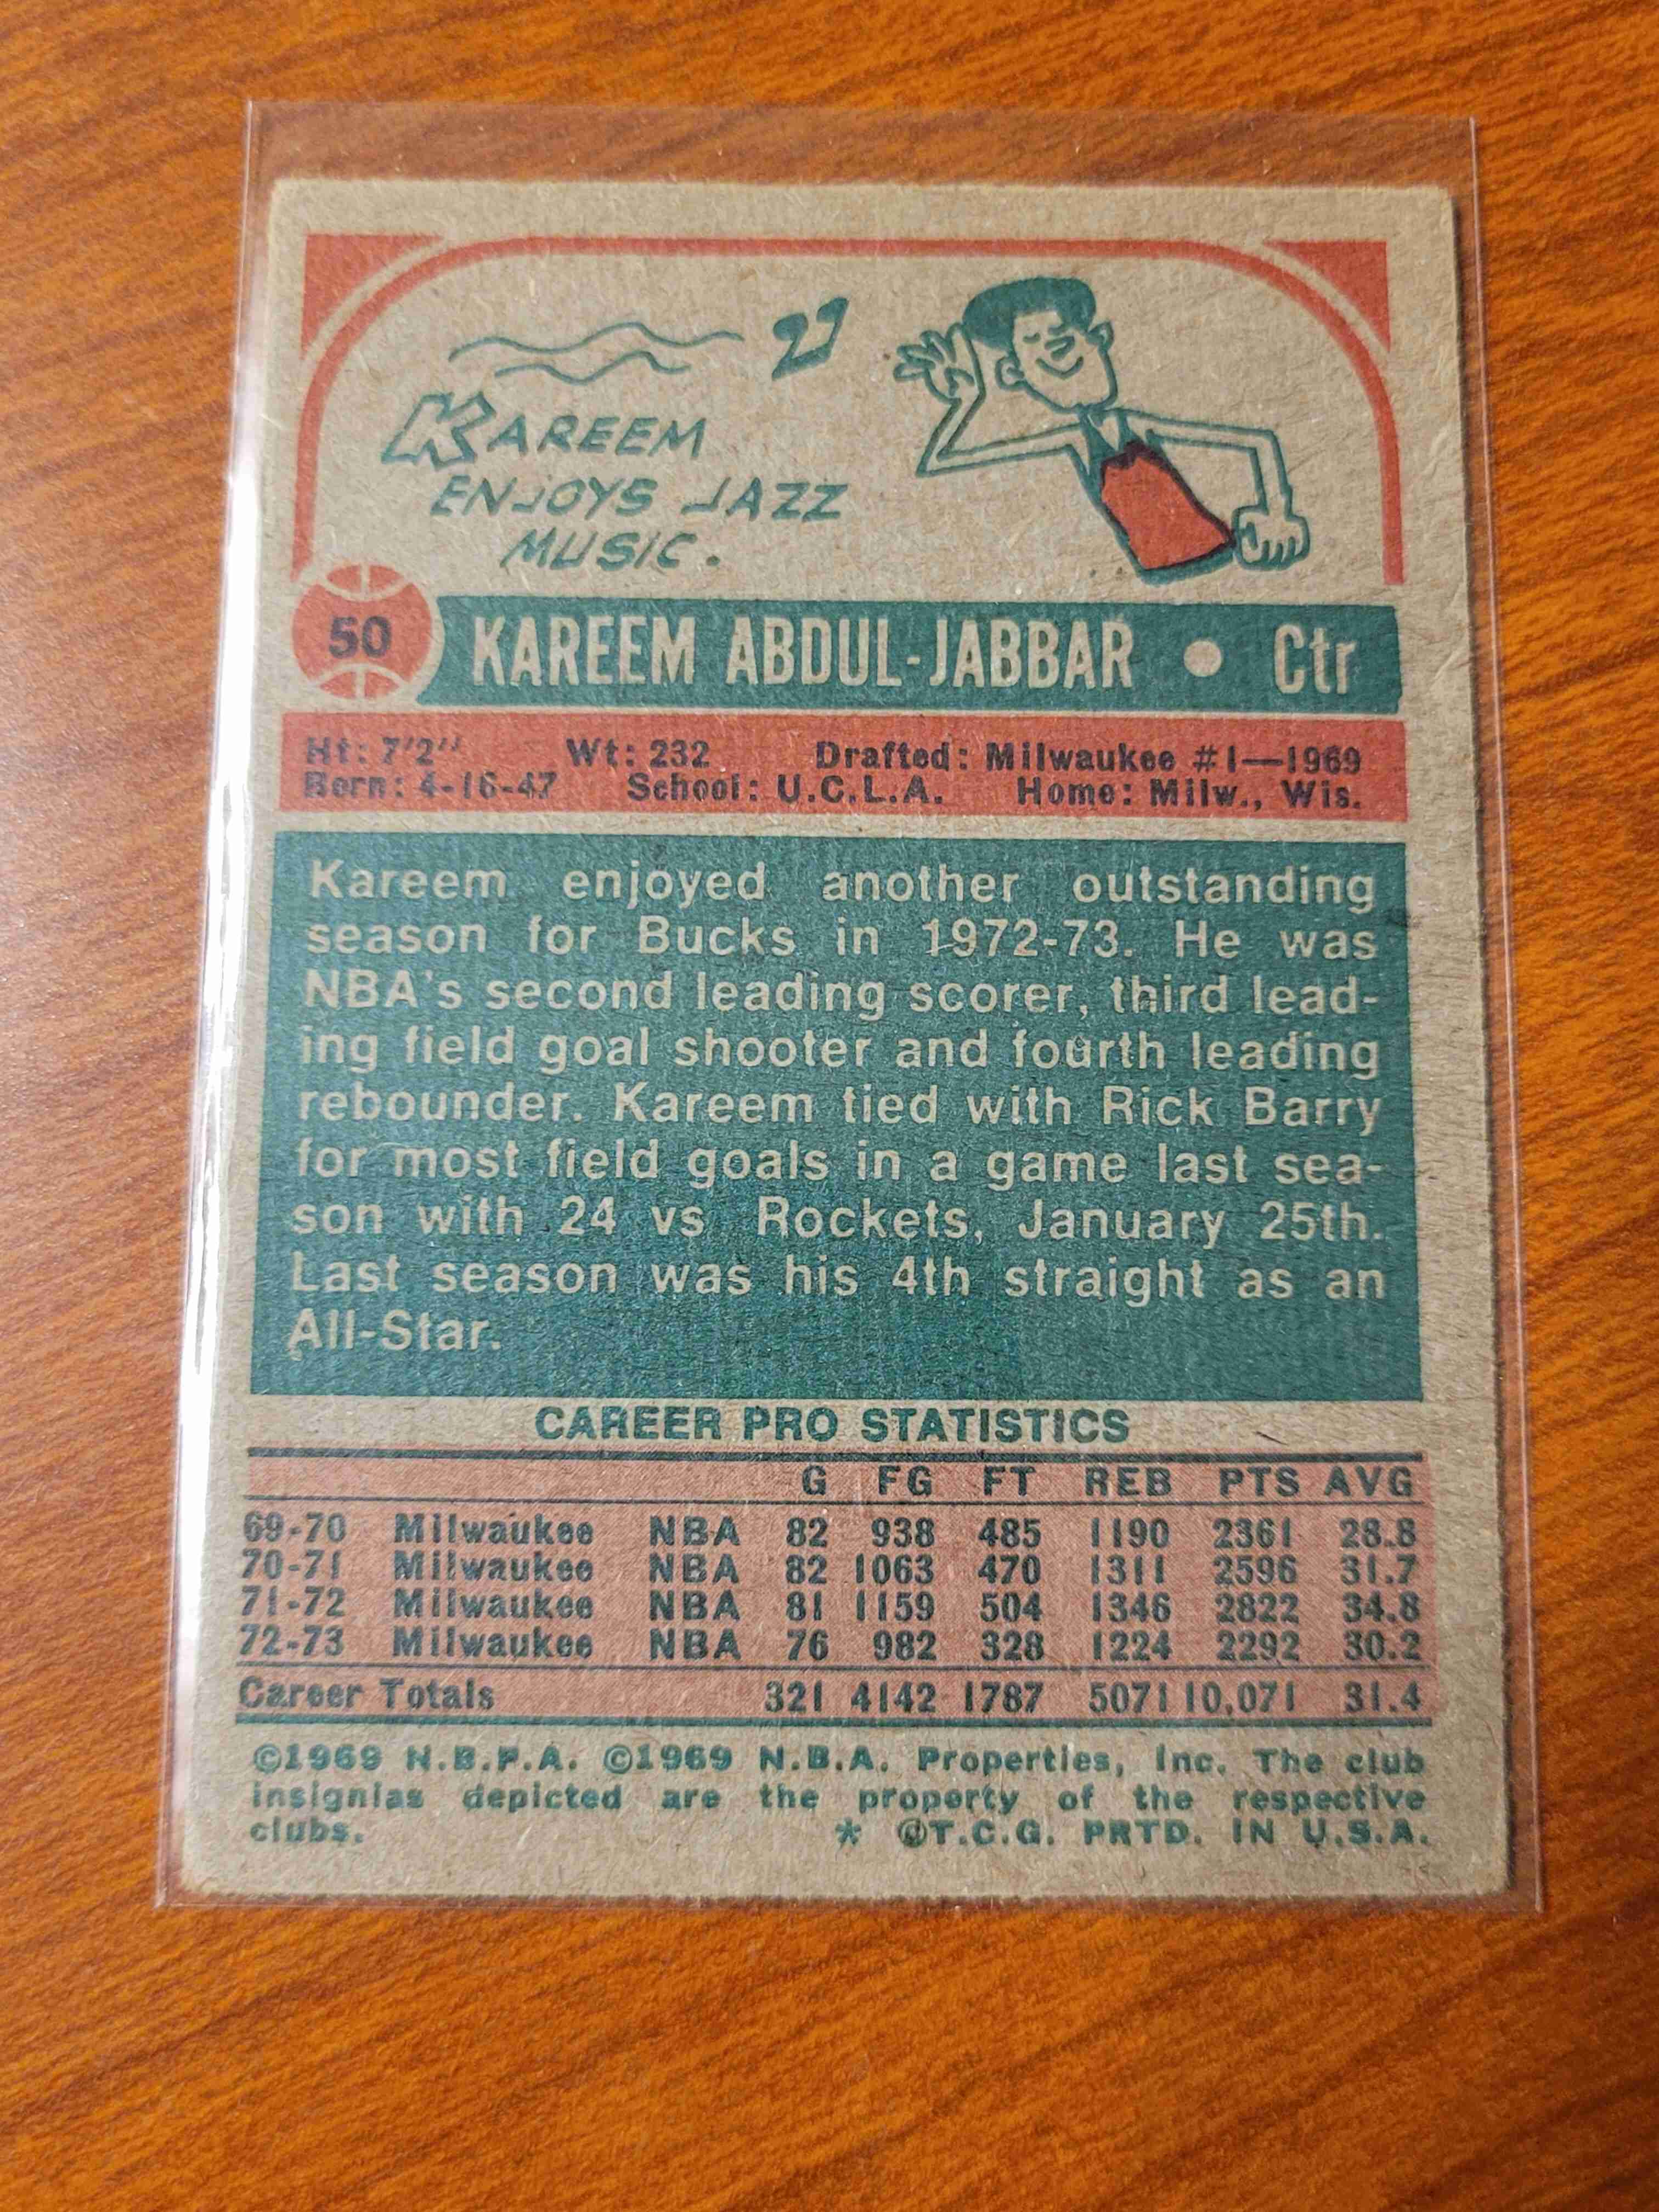 KAREEM
ENJOYS JAZZ
MUSIC.
50 KAREEM ABDUL-JABBAR • Ctr
Ht: 7'2" Wt: 232 Drafted: Milwaukee #1—1969
Born: 4-16-47 School: U.C.L.A. Home: Milw., Wis.
Kareem enjoyed another outstanding
season for Bucks in 1972-73. He was
NBA's second leading scorer, third lead-
ing field goal shooter and fourth leading
rebounder. Kareem tied with Rick Barry
for most field goals in a game last sea-
son with 24 vs Rockets, January 25th.
Last season was his 4th straight as an
All-Star.
CAREER PRO STATISTICS
G FG FT REB PTS AVG
69-70 Milwaukee NBA 82 938 485 1190 2361 28.8
70-71 Milwaukee NBA 82 1063 470 1311 2596 31.7
71-72 Milwaukee NBA 81 1159 504 1346 2822 34.8
72-73 Milwaukee NBA 76 982 328 1224 2292 30.2
Career Totals 321 4142 1787 5071 10,071 31.4
©1969 N.B.P.A. ©1969 N.B.A. Properties, Inc. The club
insignias depicted are the property of the respective
clubs. * ©T.C.G. PRTD. IN U.S.A.